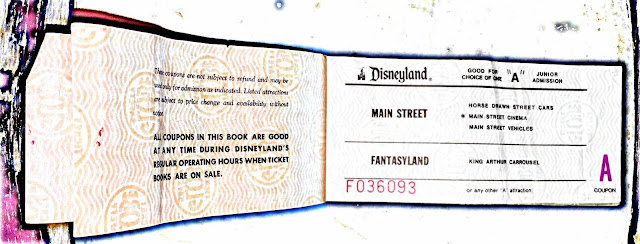 These coupons are not subject to refund and may be
used only for admission as indicated. Listed attractions
are subject to price change and availability without
notice.
ALL COUPONS IN THIS BOOK ARE GOOD
AT ANY TIME DURING DISNEYLAND'S
REGULAR OPERATING HOURS WHEN TICKET
BOOKS ARE ON SALE.
Disneyland®
GOOD FOR
CHOICE OF ONE
"A"
JUNIOR
ADMISSION
MAIN STREET
HORSE DRAWN STREET CARS
* MAIN STREET CINEMA
MAIN STREET VEHICLES
FANTASYLAND
KING ARTHUR CARROUSEL
F036093
or any other 'A' attraction
A
COUPON